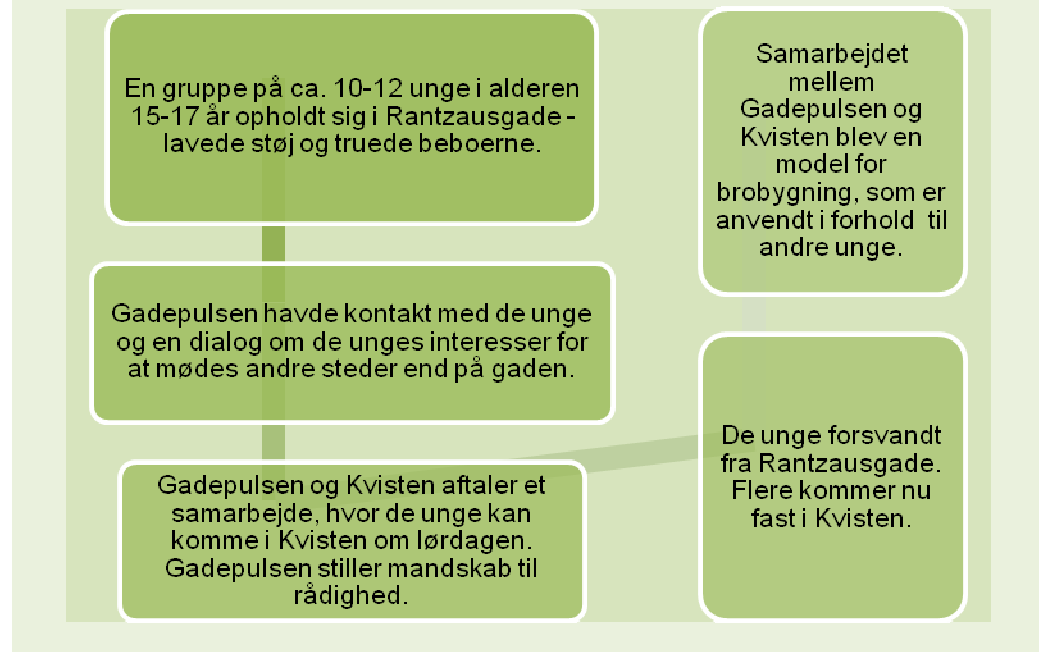 En gruppe på ca. 10-12 unge i alderen
15-17 år opholdt sig i Rantzausgade -
lavede støj og truede beboerne.
Gadepulsen havde kontakt med de unge
og en dialog om de unges interesser for
at mødes andre steder end på gaden.
Gadepulsen og Kvisten aftaler et
samarbejde, hvor de unge kan
komme i Kvisten om lørdagen.
Gadepulsen stiller mandskab til
rådighed.
De unge forsvandt
fra Rantzausgade.
Flere kommer nu
fast i Kvisten.
Samarbejdet
mellem
Gadepulsen og
Kvisten blev en
model for
brobygning, som er
anvendt i forhold til
andre unge.